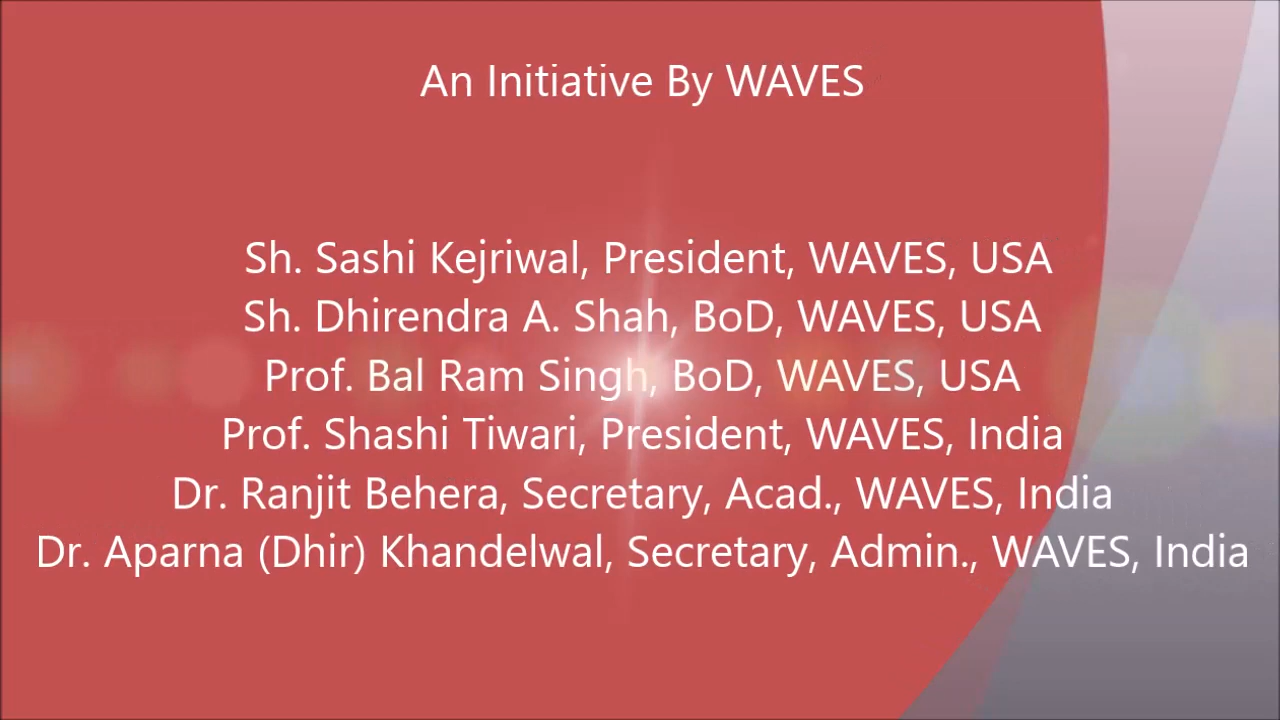 An Initiative By WAVES
Sh. Sashi Kejriwal, President, WAVES, USA
Sh. Dhirendra A. Shah, BoD, WAVES, USA
Prof. Bal Ram Singh, BoD, WAVES, USA
Prof. Shashi Tiwari, President, WAVES, India
Dr. Ranjit Behera, Secretary, Acad., WAVES, India
Dr. Aparna (Dhir) Khandelwal, Secretary, Admin., WAVES, India